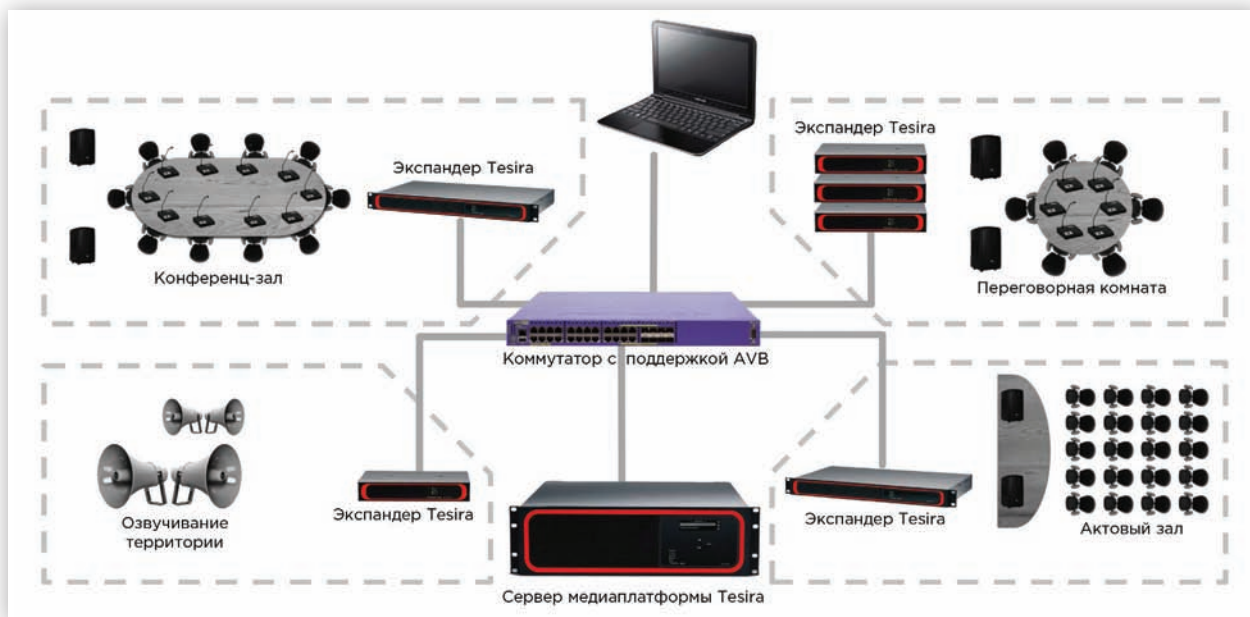 Экспандер Tesira
Экспандер Tesira
Конференц-зал
Переговорная комната
Коммутатор с поддержкой AVB
Озвучивание
территории
Экспандер Tesira
Экспандер Tesira
Актовый зал
Сервер медиаплатформы Tesira